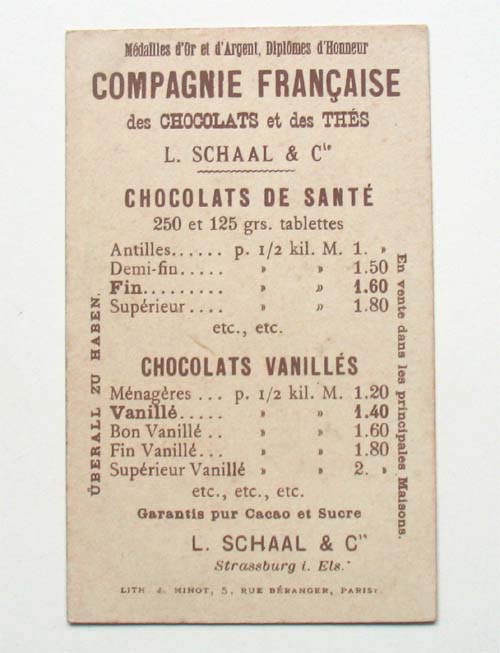 Médailles d'Or et d'Argent, Diplômes d'Honneur
COMPAGNIE FRANÇAISE
des CHOCOLATS et des THÉS
L. SCHAAL & Cie
CHOCOLATS DE SANTÉ
250 et 125 grs. tablettes
Antilles...... p. 1/2 kil. M. 1. »
Demi-fin..... » » 1.50
Fin......... » » 1.60
Supérieur.... » » 1.80
etc., etc.
CHOCOLATS VANILLÉS
Ménagères ... p. 1/2 kil. M. 1.20
Vanillé..... » » 1.40
Bon Vanillé .. » » 1.60
Fin Vanillé... » » 1.80
Supérieur Vanillé » » 2. »
etc., etc., etc.
Garantis pur Cacao et Sucre
L. SCHAAL & Cie
Strassburg i. Els.
LITH. J. MINOT, 5, RUE BÉRANGER, PARIS.
ÜBERALL ZU HABEN.
En vente dans les principales Maisons.